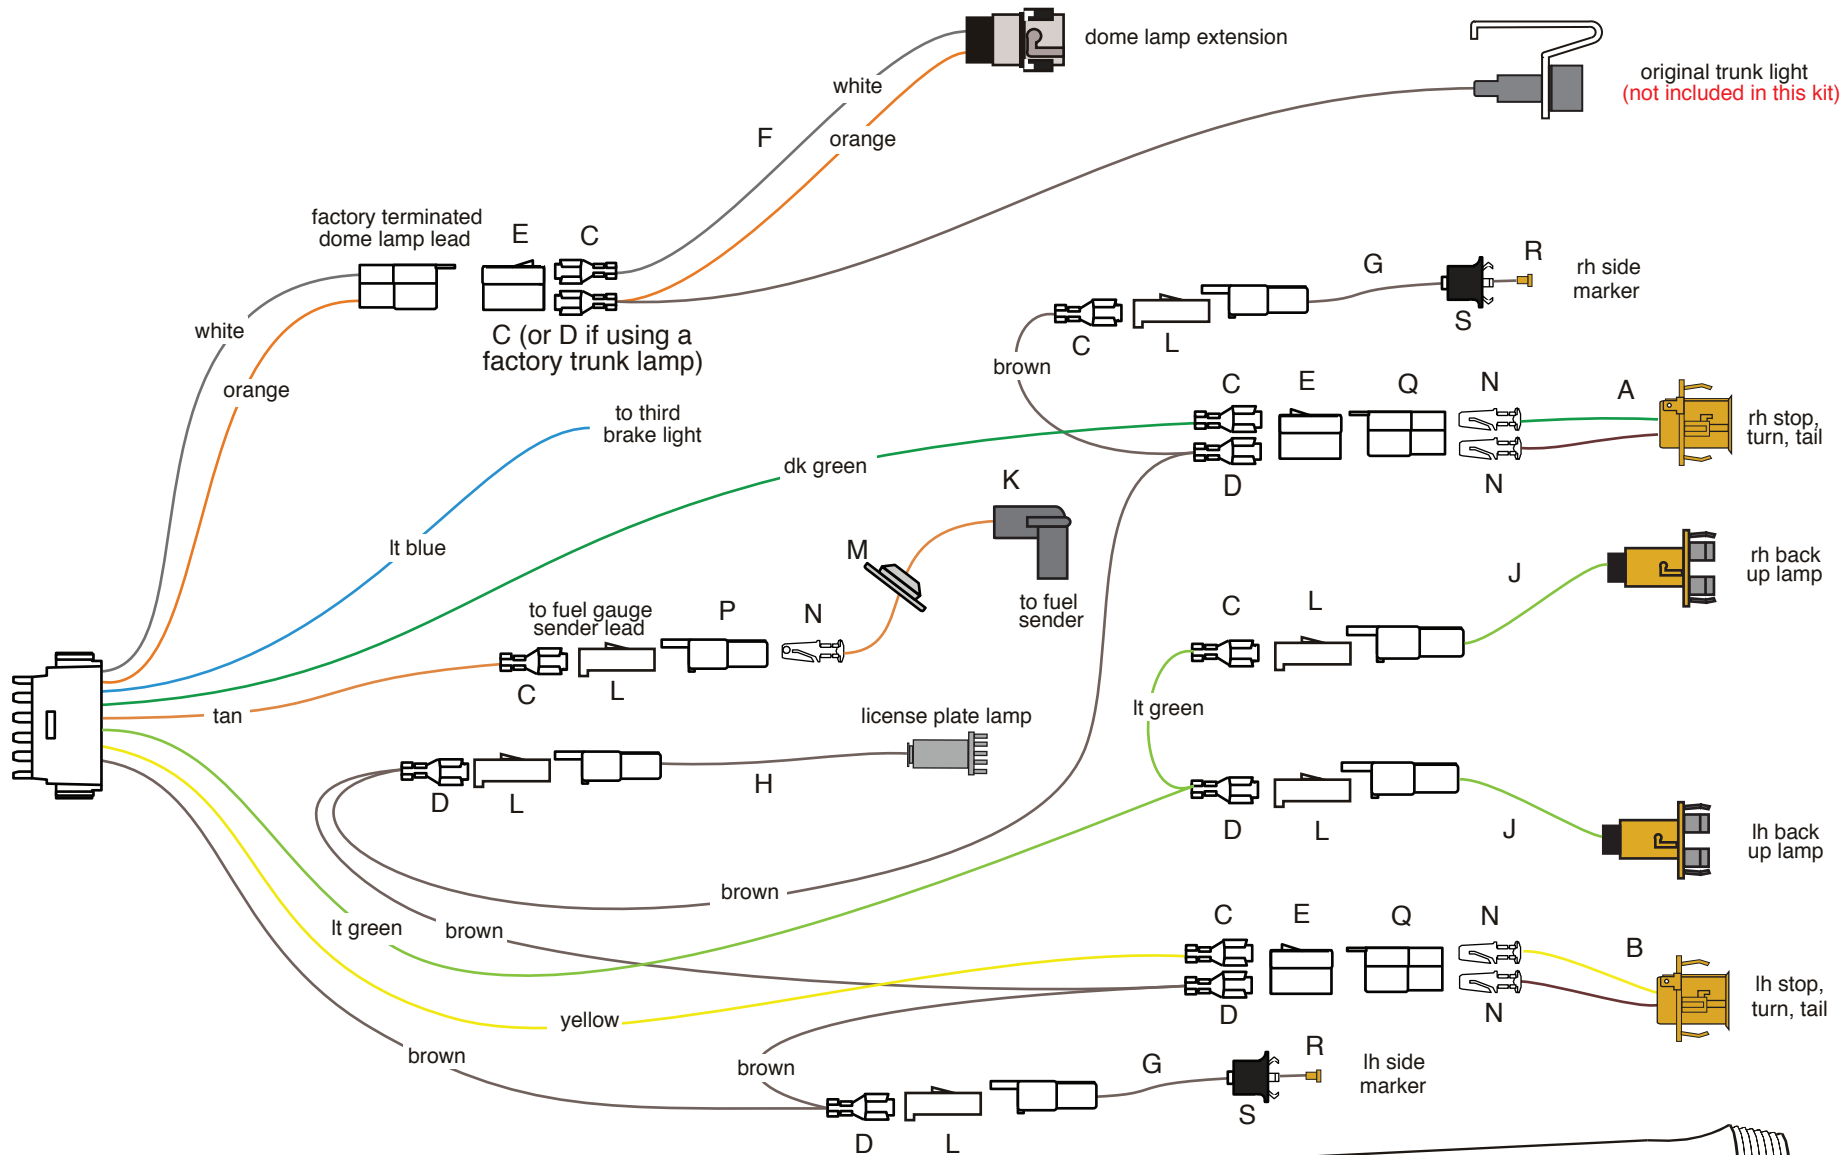 dome lamp extension
original trunk light
(not included in this kit)
white
F
orange
factory terminated
dome lamp lead
E
C
C (or D if using a
factory trunk lamp)
white
orange
G
R
rh side
marker
S
C
L
brown
to third
brake light
C
E
Q
N
A
rh stop,
turn, tail
D
N
dk green
K
lt blue
M
to fuel
sender
to fuel gauge
sender lead
P
N
C
L
tan
J
rh back
up lamp
C
L
lt green
license plate lamp
D
L
H
D
L
J
lh back
up lamp
brown
brown
lt green
C
E
Q
N
B
lh stop,
turn, tail
D
N
yellow
brown
brown
G
R
lh side
marker
S
D
L